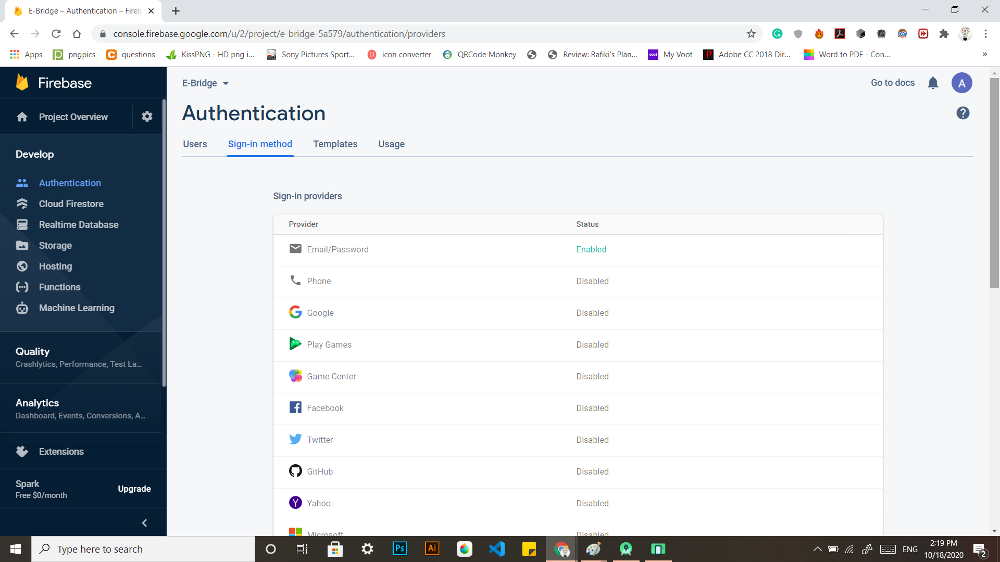 E-Bridge – Authentication – Fireb
console.firebase.google.com/u/2/project/e-bridge-5a579/authentication/providers
Apps pngpics questions KissPNG - HD png i... Sony Pictures Sport... CI icon converter QRCode Monkey Review: Rafiki's Plan... voot My Voot P Adobe CC 2018 Dir... Word to PDF - Con... »
Firebase
E-Bridge
Go to docs
A
Project Overview
Authentication
?
Users Sign-in method Templates Usage
Develop
Authentication
Cloud Firestore
Realtime Database
Storage
Hosting
Functions
Machine Learning
Quality
Crashlytics, Performance, Test La...
Analytics
Dashboard, Events, Conversions, A...
Extensions
Spark
Free $0/month
Upgrade
Sign-in providers
Provider Status
Email/Password Enabled
Phone Disabled
Google Disabled
Play Games Disabled
Game Center Disabled
Facebook Disabled
Twitter Disabled
GitHub Disabled
Yahoo Disabled
Microsoft Disabled
Type here to search
Ps
Ai
ENG
2:19 PM
10/18/2020
2